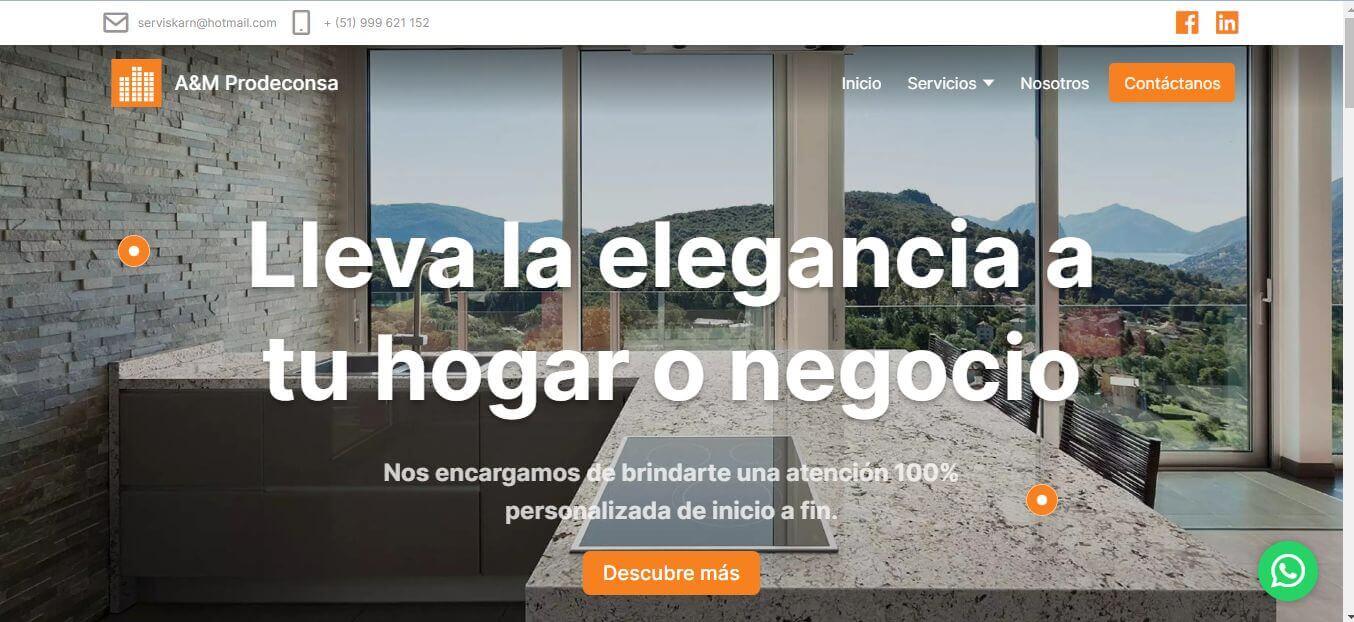 serviskarn@hotmail.com + (51) 999 621 152
A&M Prodeconsa
Inicio Servicios Nosotros Contáctanos
Lleva la elegancia a
tu hogar o negocio
Nos encargamos de brindarte una atención 100%
personalizada de inicio a fin.
Descubre más